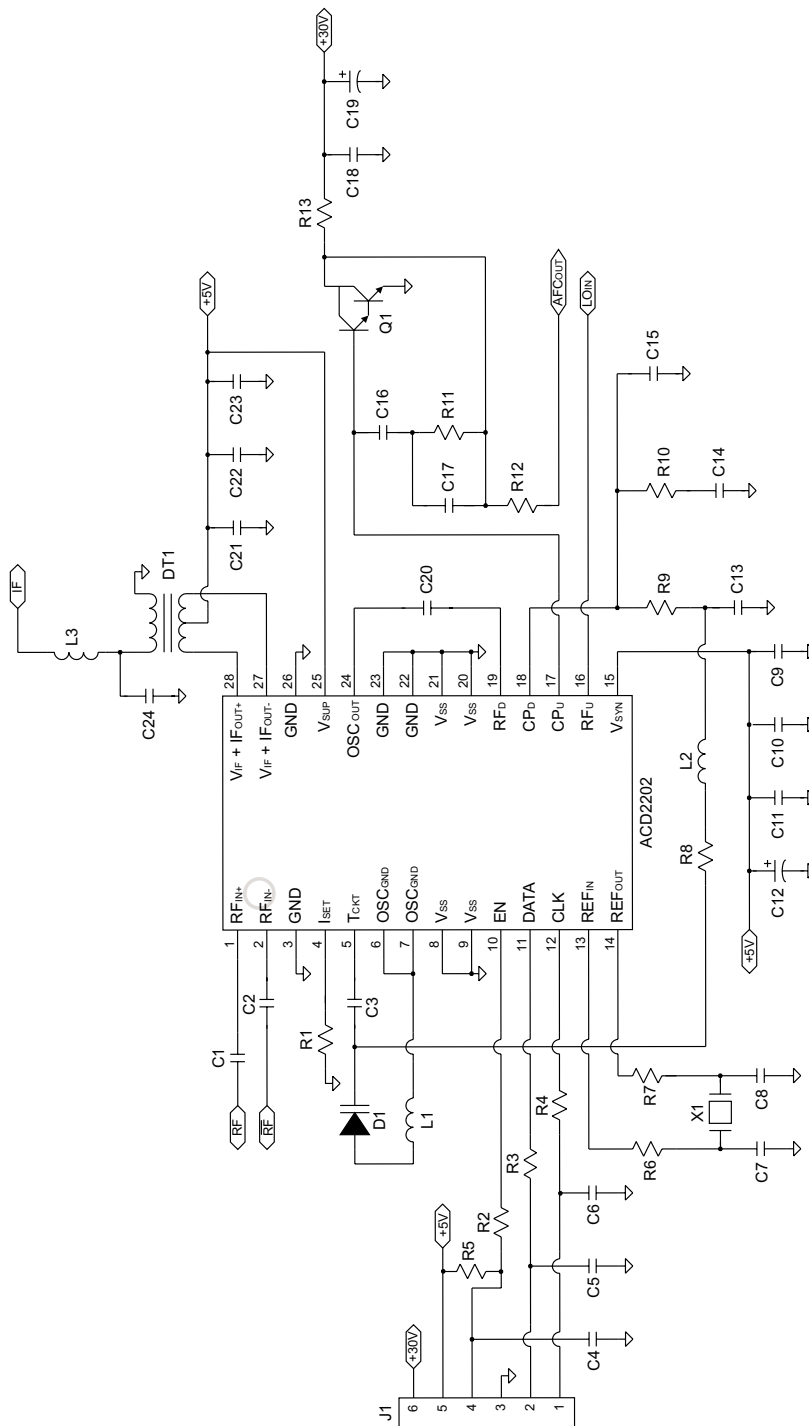 +30V
C19
+
C18
R13
+5V
Q1
AFCOUT
LOIN
C15
C23
C16
R11
C22
C17
R10
C14
C21
R12
IF
DT1
L3
C20
R9
C13
C24
28
27
26
25
24
23
22
21
20
19
18
17
16
15
C9
VIF + IFOUT+
VIF + IFOUT-
GND
VSUP
OSCOUT
GND
GND
VSS
VSS
RFD
CPD
CPU
RFU
VSYN
C10
L2
ACD2202
C11
R8
C12
+
RFIN+
RFIN-
GND
ISET
TCKT
OSCGND
OSCGND
VSS
VSS
EN
DATA
CLK
REFIN
REFOUT
+5V
1
2
3
4
5
6
7
8
9
10
11
12
13
14
C2
C3
C1
R1
RF
RF
D1
L1
R4
R7
C8
X1
R3
R6
C7
R2
C6
+5V
R5
C5
C4
+30V
J1
6
5
4
3
2
1